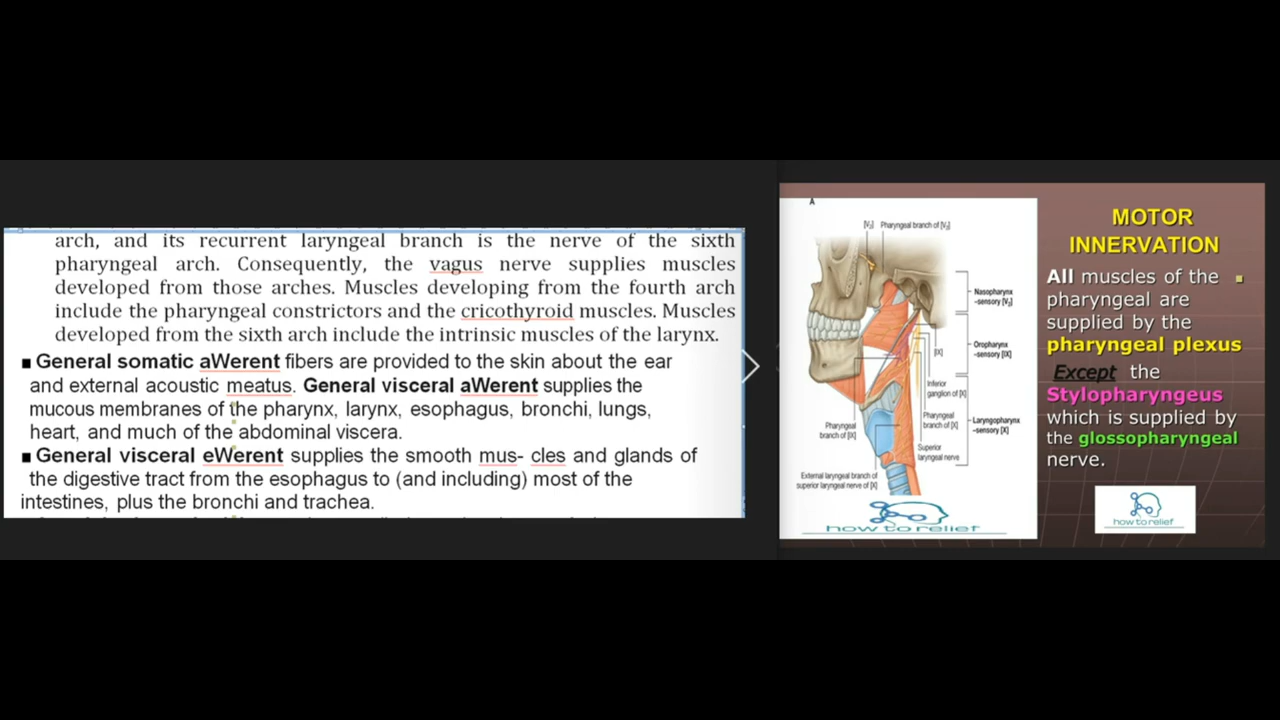 arch, and its recurrent laryngeal branch is the nerve of the sixth
pharyngeal arch. Consequently, the vagus nerve supplies muscles
developed from those arches. Muscles developing from the fourth arch
include the pharyngeal constrictors and the cricothyroid muscles. Muscles
developed from the sixth arch include the intrinsic muscles of the larynx.
■ General somatic aWerent fibers are provided to the skin about the ear
and external acoustic meatus. General visceral aWerent supplies the
mucous membranes of the pharynx, larynx, esophagus, bronchi, lungs,
heart, and much of the abdominal viscera.
■ General visceral eWerent supplies the smooth mus- cles and glands of
the digestive tract from the esophagus to (and including) most of the
intestines, plus the bronchi and trachea.
A
[V₂] Pharyngeal branch of [V₂]
Nasopharynx
–sensory [V₂]
Oropharynx
–sensory [IX]
[IX]
Inferior
ganglion of [X]
Pharyngeal
branch of [X]
Laryngopharynx
–sensory [X]
Pharyngeal
branch of [IX]
Superior
laryngeal nerve
External laryngeal branch of
superior laryngeal nerve of [X]
how to relief
MOTOR
INNERVATION
All muscles of the
pharyngeal are
supplied by the
pharyngeal plexus
Except the
Stylopharyngeus
which is supplied by
the glossopharyngeal
nerve.
how to relief